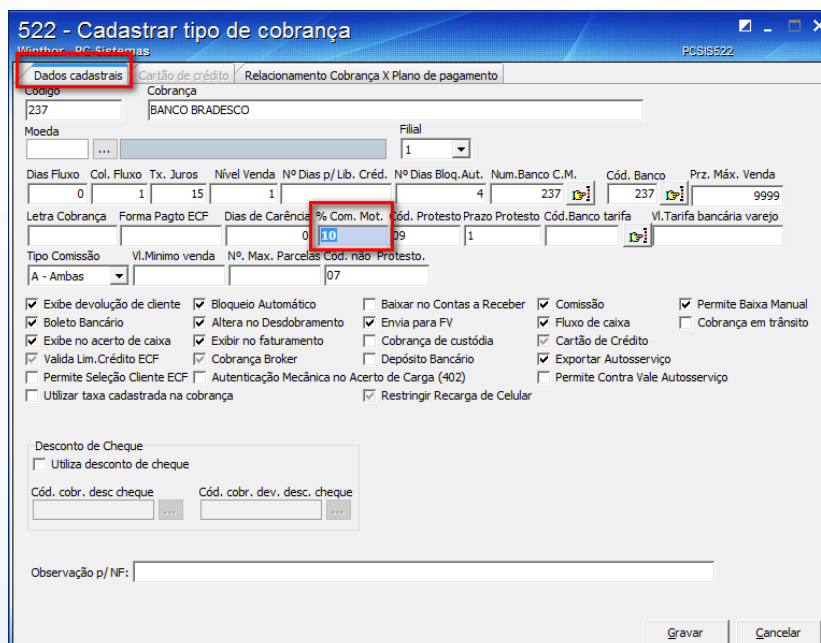 522 - Cadastrar tipo de cobrança
Winthor - PC Sistemas PCSIS522
Dados cadastrais Cartão de crédito Relacionamento Cobrança X Plano de pagamento
Código Cobrança
237 BANCO BRADESCO
Moeda Filial
... 1
Dias Fluxo Col. Fluxo Tx. Juros Nível Venda Nº Dias p/ Lib. Créd. Nº Dias Bloq.Aut. Num.Banco C.M. Cód. Banco Prz. Máx. Venda
0 1 15 1 4 237 237 9999
Letra Cobrança Forma Pagto ECF Dias de Carência % Com. Mot. Cód. Protesto Prazo Protesto Cód.Banco tarifa Vl.Tarifa bancária varejo
0 10 09 1
Tipo Comissão Vl.Minimo venda Nº. Max. Parcelas Cod. não Protesto.
A - Ambas 07
Exibe devolução de cliente Bloqueio Automático Baixar no Contas a Receber Comissão Permite Baixa Manual
Boleto Bancário Altera no Desdobramento Envia para FV Fluxo de caixa Cobrança em trânsito
Exibe no acerto de caixa Exibir no faturamento Cobrança de custódia Cartão de Crédito
Valida Lim.Crédito ECF Cobrança Broker Depósito Bancário Exportar Autosserviço
Permite Seleção Cliente ECF Autenticação Mecânica no Acerto de Carga (402) Permite Contra Vale Autosserviço
Utilizar taxa cadastrada na cobrança Restringir Recarga de Celular
Desconto de Cheque
Utiliza desconto de cheque
Cód. cobr. desc cheque Cód. cobr. dev. desc. cheque
... ...
Observação p/ NF:
Gravar Cancelar